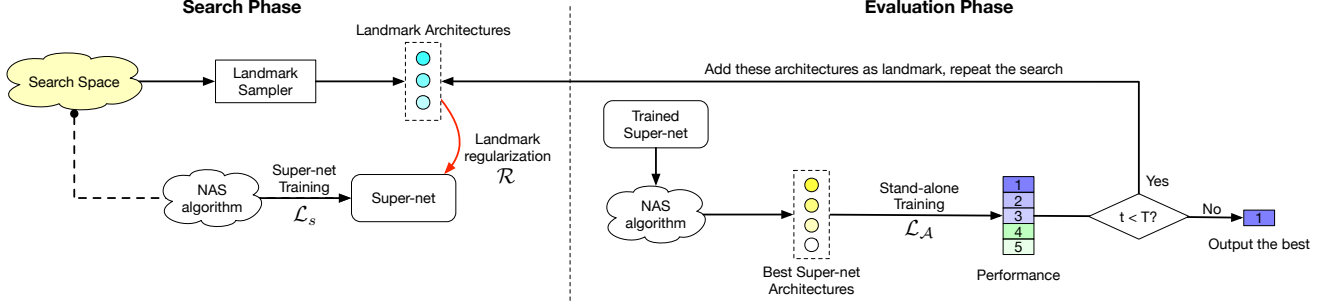 Search Phase
Evaluation Phase
Landmark Architectures
Search Space
Landmark
Sampler
Add these architectures as landmark, repeat the search
Trained
Super-net
Landmark
regularization
R
NAS
algorithm
Super-net
Training
L_s
Super-net
NAS
algorithm
Stand-alone
Training
L_A
Best Super-net
Architectures
1
2
3
4
5
Performance
t < T?
Yes
No
1
Output the best